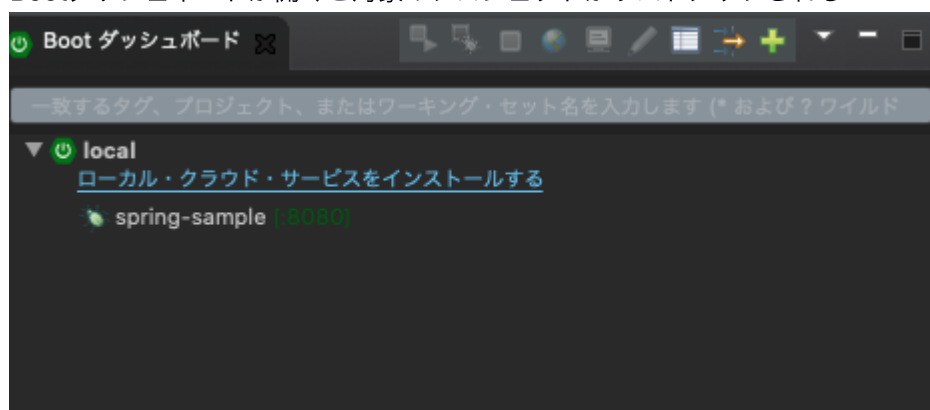 Boot ダッシュボード
一致するタグ、プロジェクト、またはワーキング・セット名を入力します (* および ? ワイルド
local
ローカル・クラウド・サービスをインストールする
spring-sample [:8080]